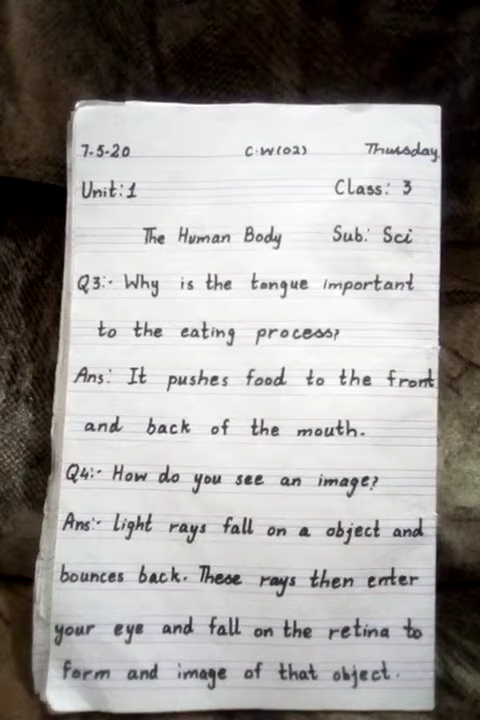 7-5-20 C.W(02) Thursday
Unit:1 Class: 3
The Human Body Sub: Sci
Q3:- Why is the tongue important
to the eating process?
Ans: It pushes food to the front
and back of the mouth.
Q4:- How do you see an image?
Ans:- Light rays fall on a object and
bounces back. These rays then enter
your eye and fall on the retina to
form and image of that object.